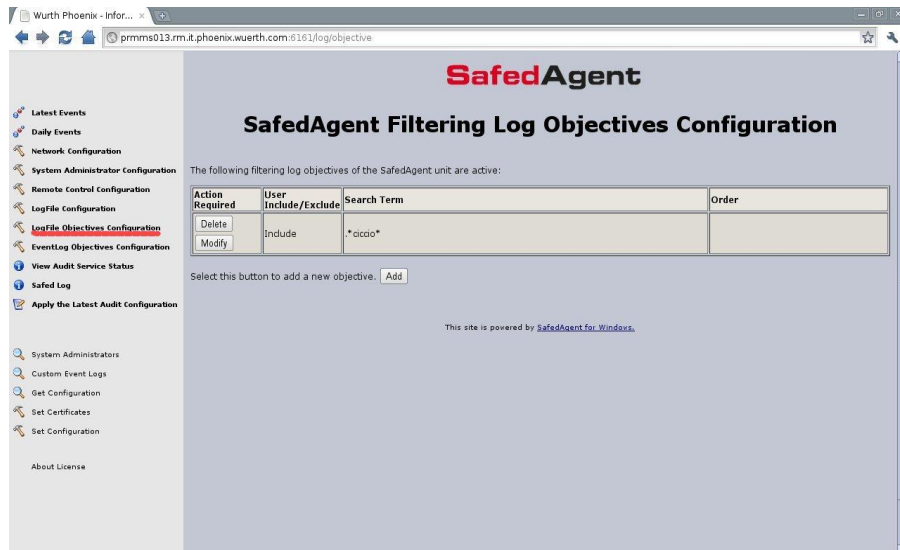 Wurth Phoenix - Infor...
prmms013.rm.it.phoenix.wuerth.com:6161/log/objective
SafedAgent
SafedAgent Filtering Log Objectives Configuration
Latest Events
Daily Events
Network Configuration
System Administrator Configuration
Remote Control Configuration
LogFile Configuration
LogFile Objectives Configuration
EventLog Objectives Configuration
View Audit Service Status
Safed Log
Apply the Latest Audit Configuration
System Administrators
Custom Event Logs
Get Configuration
Set Certificates
Set Configuration
About License
The following filtering log objectives of the SafedAgent unit are active:
Action Required User Include/Exclude Search Term Order
Delete
Modify
Include .*ciccio*
Select this button to add a new objective. Add
This site is powered by SafedAgent for Windows.